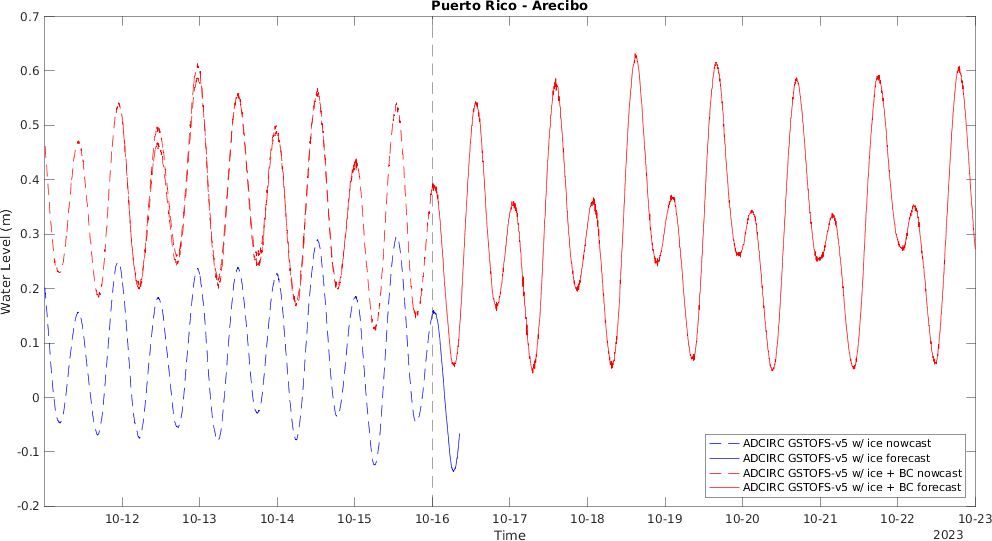 Puerto Rico - Arecibo
0.7
0.6
0.5
0.4
0.3
0.2
0.1
0
-0.1
-0.2
Water Level (m)
ADCIRC GSTOFS-v5 w/ ice nowcast
ADCIRC GSTOFS-v5 w/ ice forecast
ADCIRC GSTOFS-v5 w/ ice + BC nowcast
ADCIRC GSTOFS-v5 w/ ice + BC forecast
10-12 10-13 10-14 10-15 10-16 10-17 10-18 10-19 10-20 10-21 10-22 10-23
Time
2023